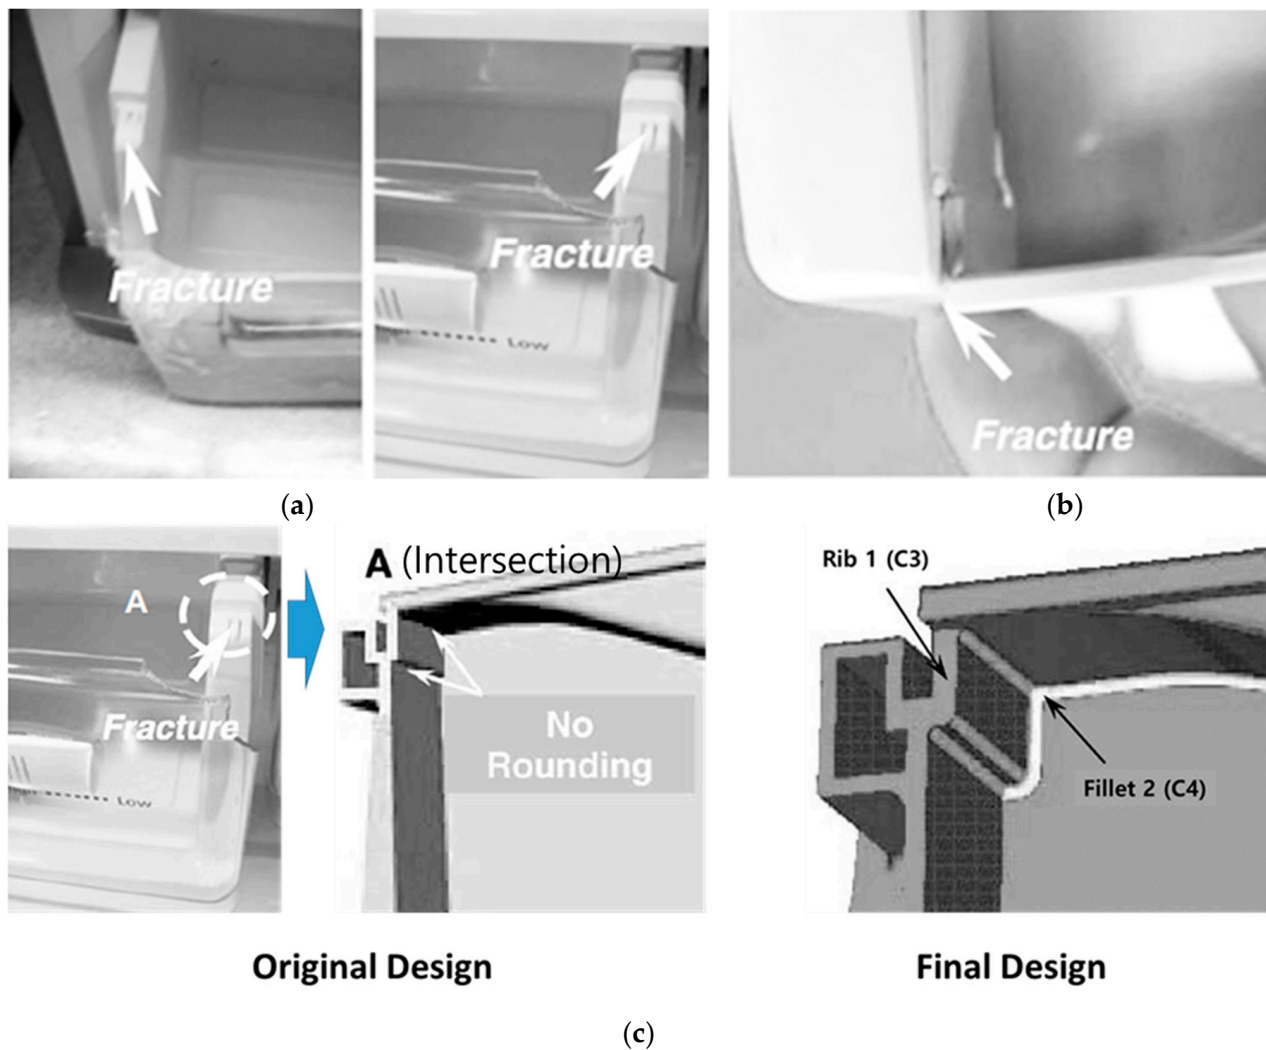 Fracture
Fracture
Low
Fracture
(a)
(b)
A
Fracture
Low
A (Intersection)
No
Rounding
Rib 1 (C3)
Fillet 2 (C4)
Original Design
Final Design
(c)